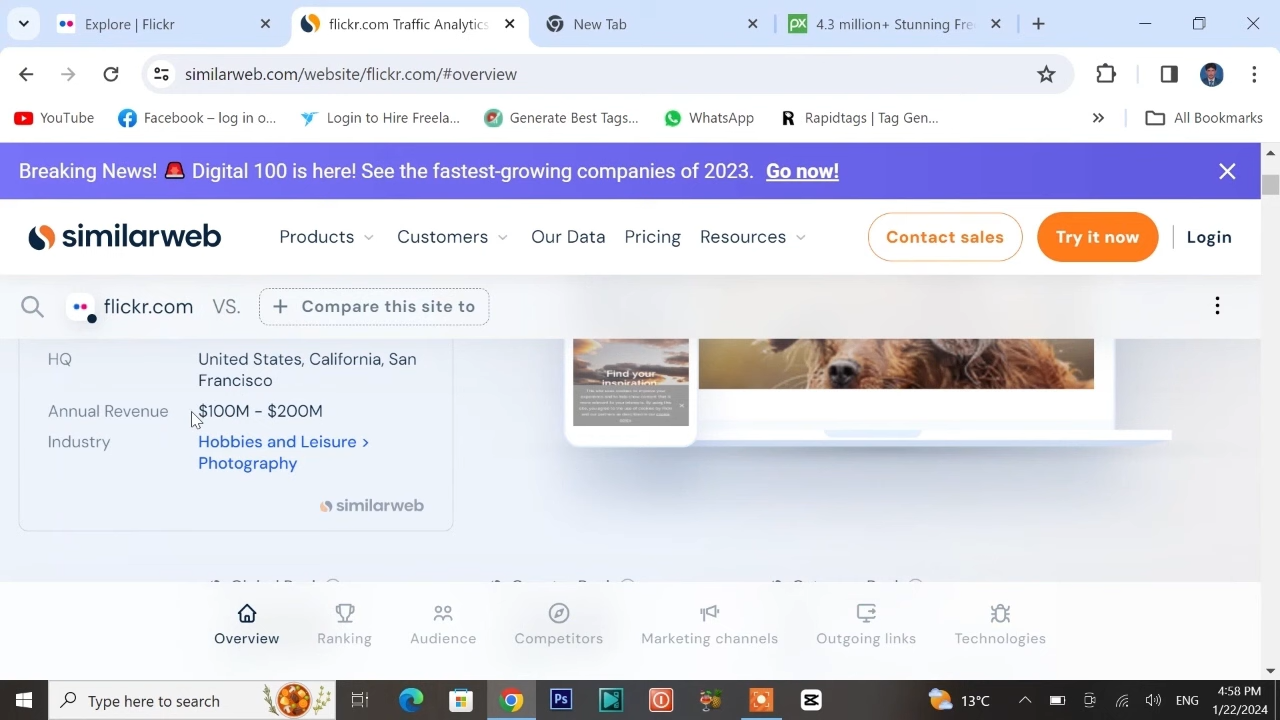 Explore | Flickr
flickr.com Traffic Analytics
New Tab
px 4.3 million+ Stunning Fre
similarweb.com/website/flickr.com/#overview
YouTube
Facebook – log in o...
Login to Hire Freela...
Generate Best Tags...
WhatsApp
R Rapidtags | Tag Gen...
All Bookmarks
Breaking News! 🚨 Digital 100 is here! See the fastest-growing companies of 2023. Go now!
similarweb
Products
Customers
Our Data
Pricing
Resources
Contact sales
Try it now
Login
flickr.com VS. + Compare this site to
HQ
United States, California, San
Francisco
Annual Revenue
$100M - $200M
Industry
Hobbies and Leisure >
Photography
similarweb
Find your
inspiration
Overview
Ranking
Audience
Competitors
Marketing channels
Outgoing links
Technologies
Type here to search
Ps
13°C
ENG
4:58 PM
1/22/2024